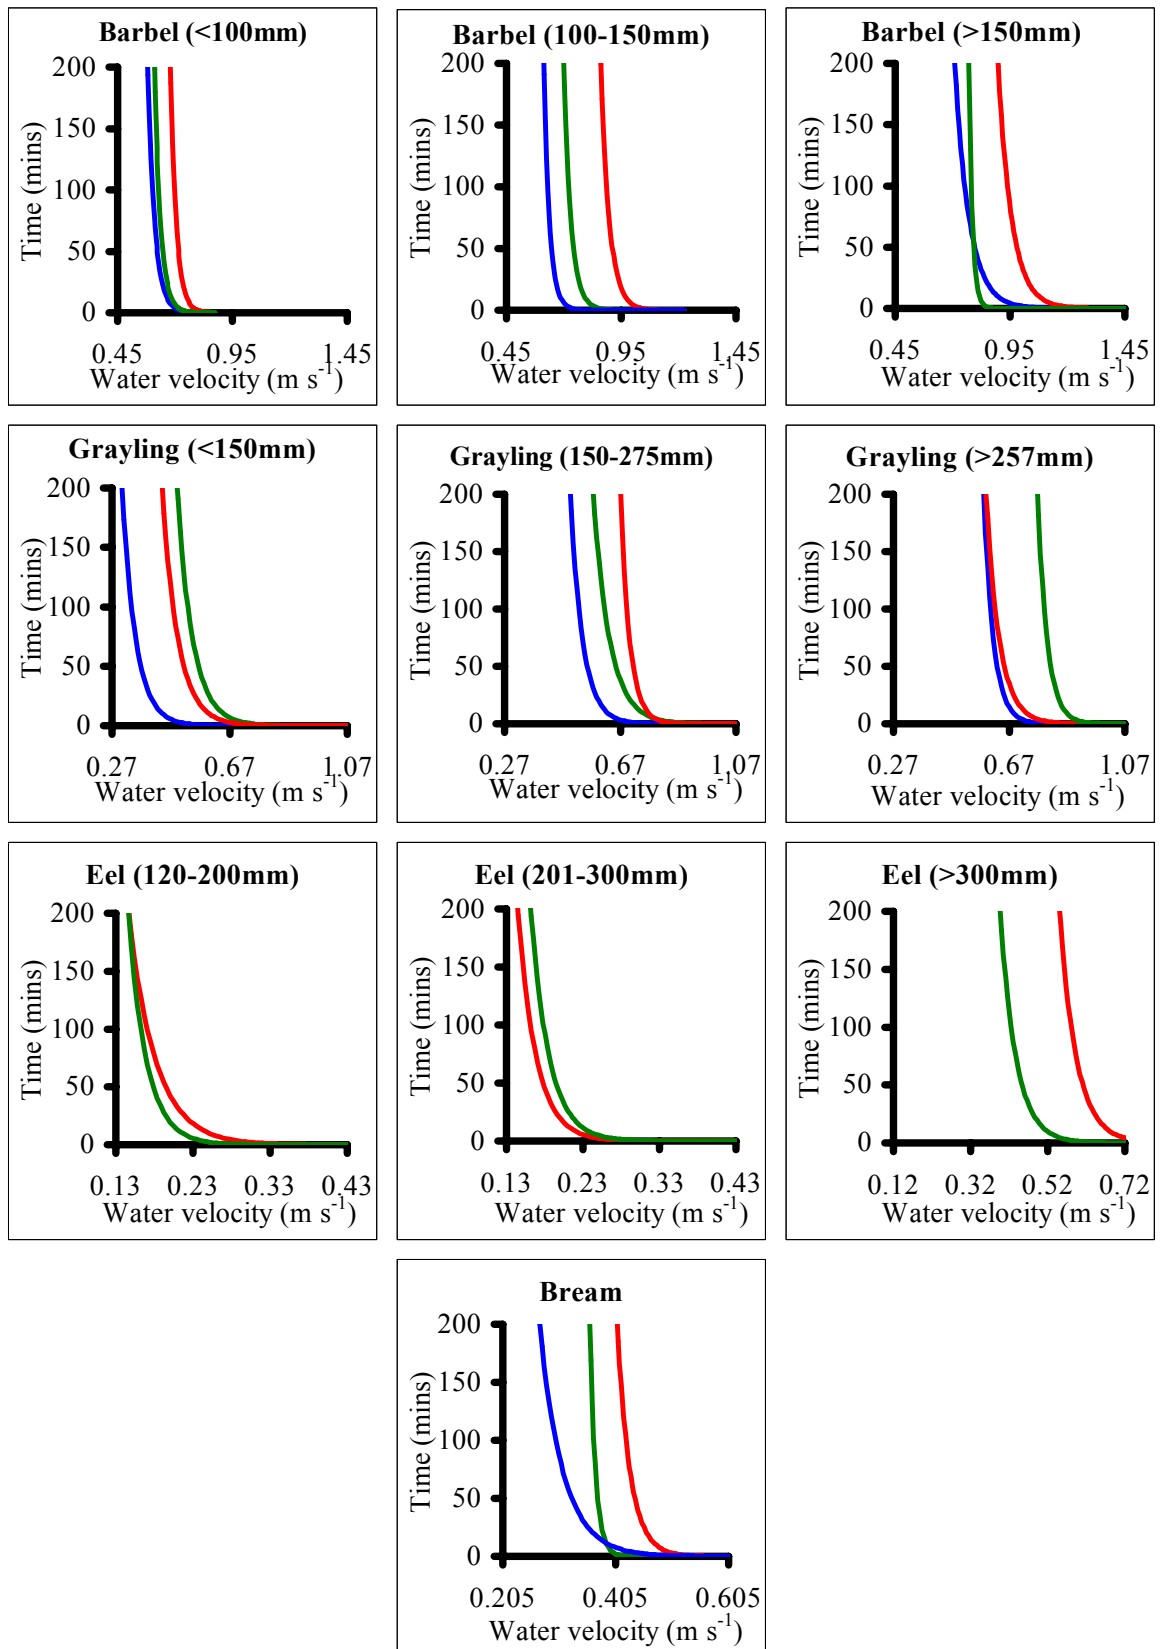 Barbel (<100mm)
200
150
100
50
0
Time (mins)
0.45 0.95 1.45
Water velocity (m s-1)
Barbel (100-150mm)
200
150
100
50
0
Time (mins)
0.45 0.95 1.45
Water velocity (m s-1)
Barbel (>150mm)
200
150
100
50
0
Time (mins)
0.45 0.95 1.45
Water velocity (m s-1)
Grayling (<150mm)
200
150
100
50
0
Time (mins)
0.27 0.67 1.07
Water velocity (m s-1)
Grayling (150-275mm)
200
150
100
50
0
Time (mins)
0.27 0.67 1.07
Water velocity (m s-1)
Grayling (>257mm)
200
150
100
50
0
Time (mins)
0.27 0.67 1.07
Water velocity (m s-1)
Eel (120-200mm)
200
150
100
50
0
Time (mins)
0.13 0.23 0.33 0.43
Water velocity (m s-1)
Eel (201-300mm)
200
150
100
50
0
Time (mins)
0.13 0.23 0.33 0.43
Water velocity (m s-1)
Eel (>300mm)
200
150
100
50
0
Time (mins)
0.12 0.32 0.52 0.72
Water velocity (m s-1)
Bream
200
150
100
50
0
Time (mins)
0.205 0.405 0.605
Water velocity (m s-1)